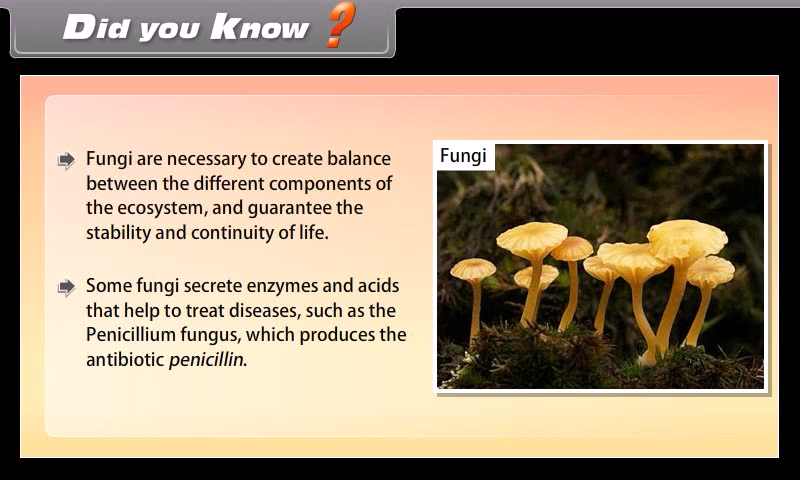 Did you Know ?
Fungi are necessary to create balance
between the different components of
the ecosystem, and guarantee the
stability and continuity of life.
Some fungi secrete enzymes and acids
that help to treat diseases, such as the
Penicillium fungus, which produces the
antibiotic penicillin.
Fungi